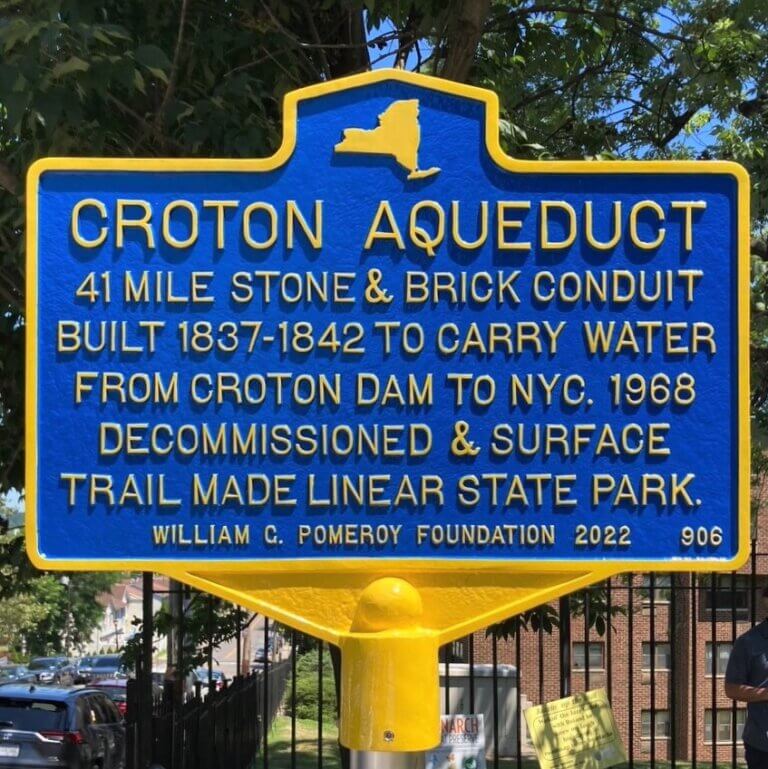 CROTON AQUEDUCT
41 MILE STONE & BRICK CONDUIT
BUILT 1837-1842 TO CARRY WATER
FROM CROTON DAM TO NYC. 1968
DECOMMISSIONED & SURFACE
TRAIL MADE LINEAR STATE PARK.
WILLIAM G. POMEROY FOUNDATION 2022 906